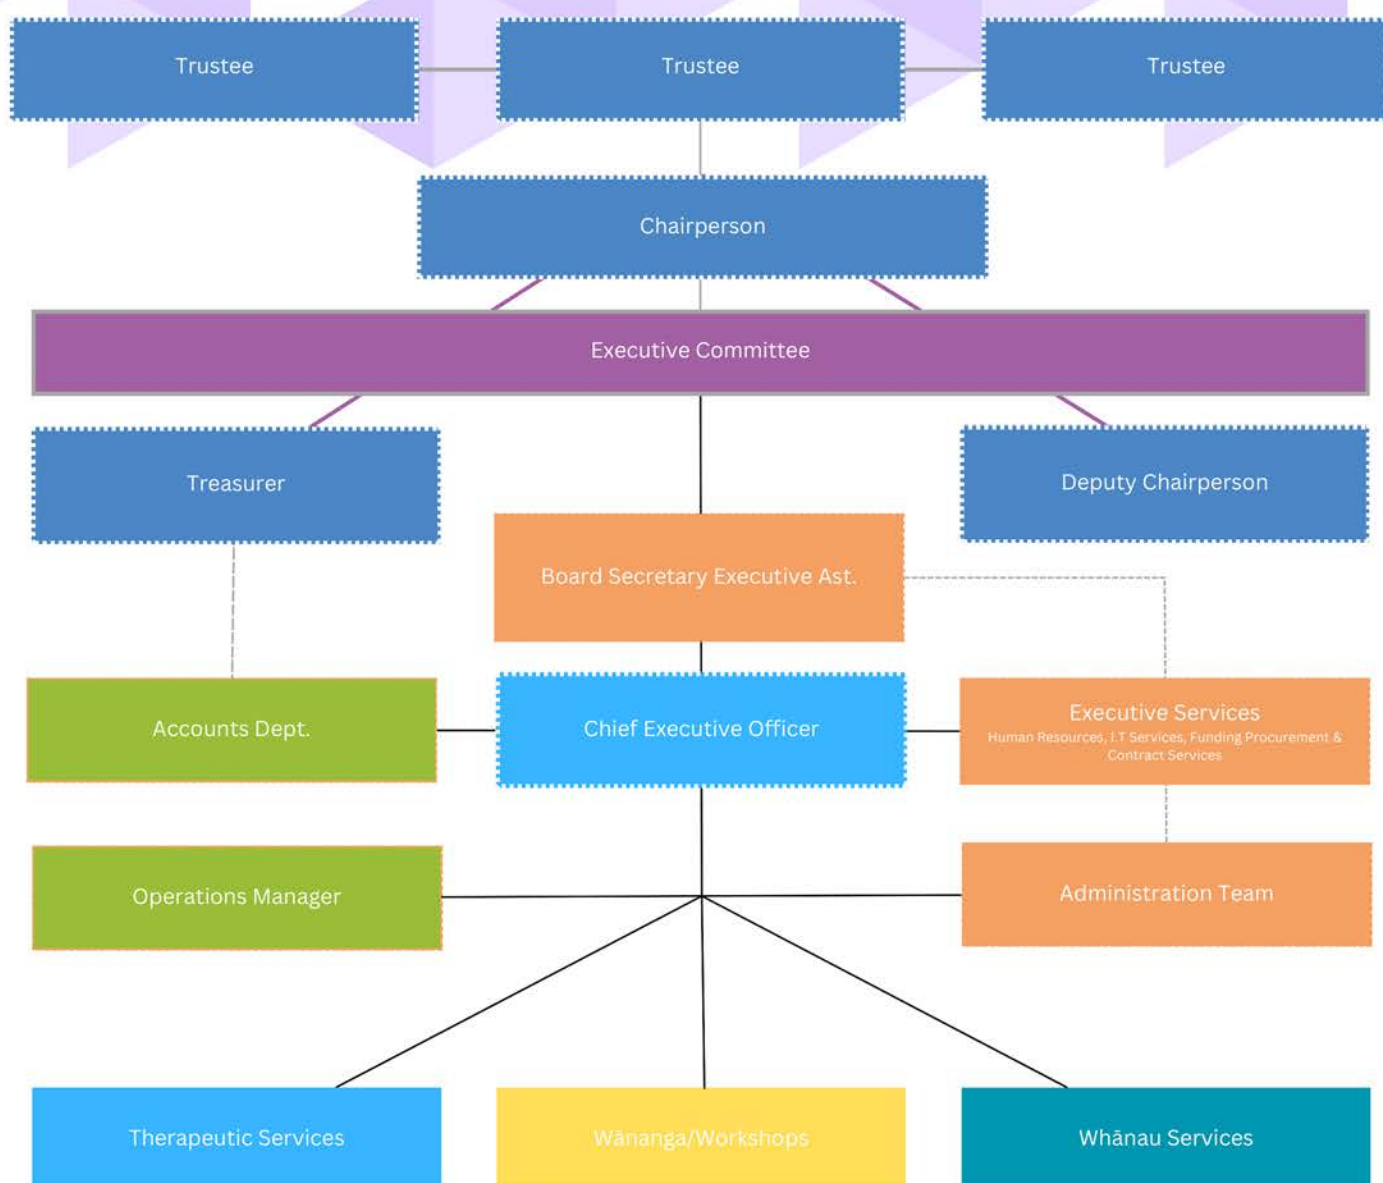 Trustee
Trustee
Trustee
Chairperson
Executive Committee
Treasurer
Deputy Chairperson
Board Secretary Executive Ast.
Accounts Dept.
Chief Executive Officer
Executive Services
Human Resources, I.T Services, Funding Procurement &
Contract Services
Operations Manager
Administration Team
Therapeutic Services
Wānanga/Workshops
Whānau Services